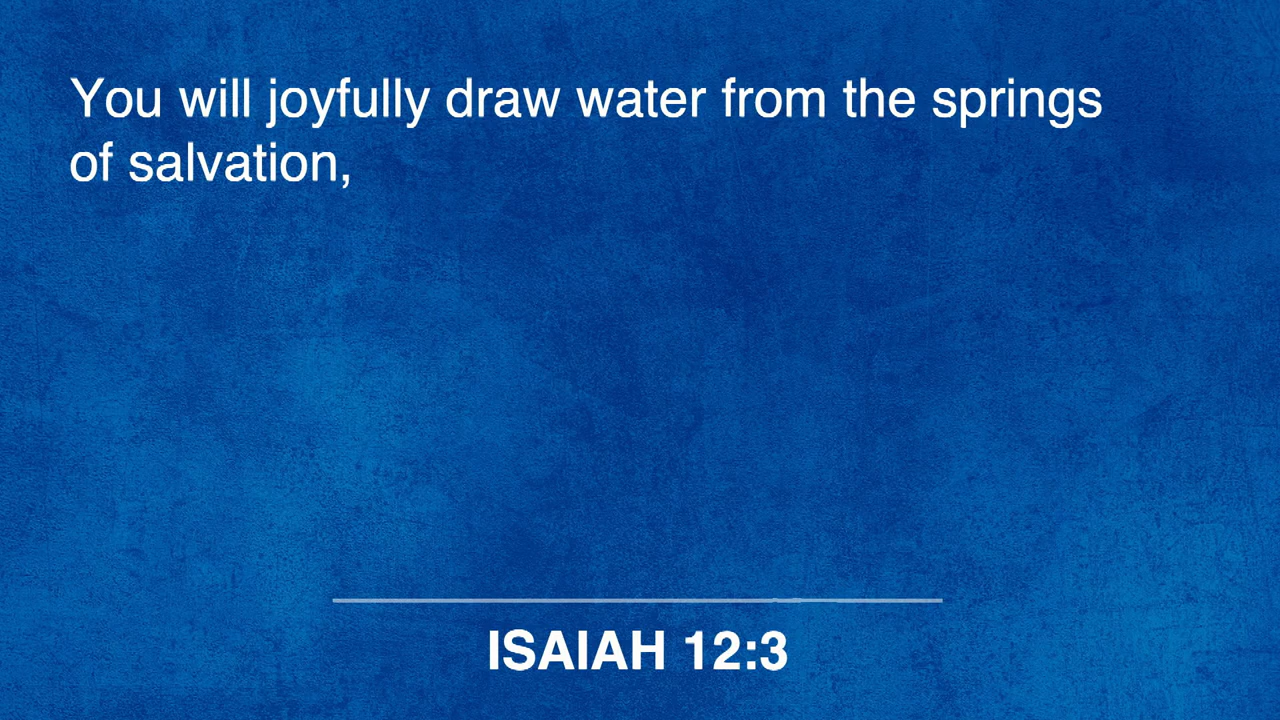 You will joyfully draw water from the springs
of salvation,
ISAIAH 12:3